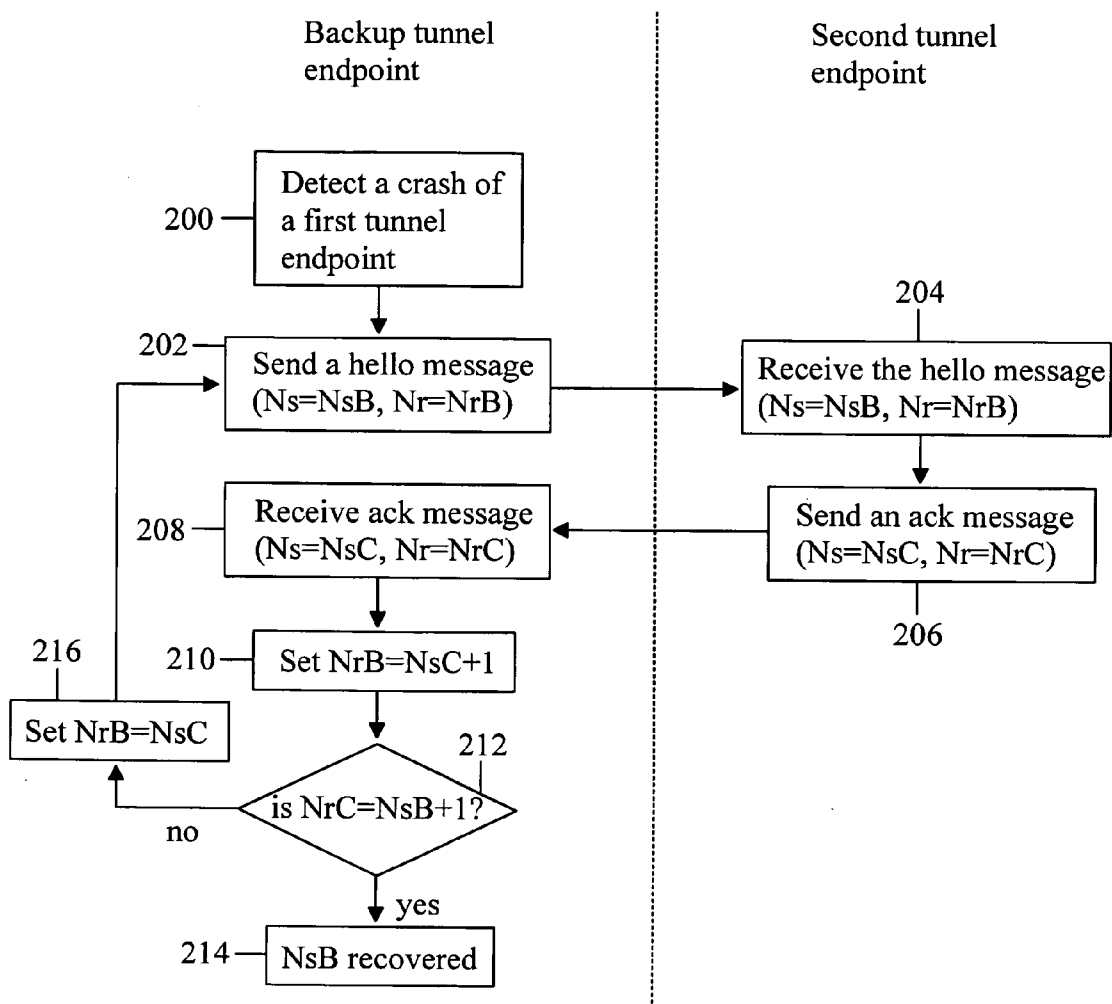 Backup tunnel
endpoint
Second tunnel
endpoint
200
Detect a crash of
a first tunnel
endpoint
202
Send a hello message
(Ns=NsB, Nr=NrB)
204
Receive the hello message
(Ns=NsB, Nr=NrB)
208
Receive ack message
(Ns=NsC, Nr=NrC)
Send an ack message
(Ns=NsC, Nr=NrC)
206
210
Set NrB=NsC+1
216
Set NrB=NsC
212
is NrC=NsB+1?
no
yes
214
NsB recovered